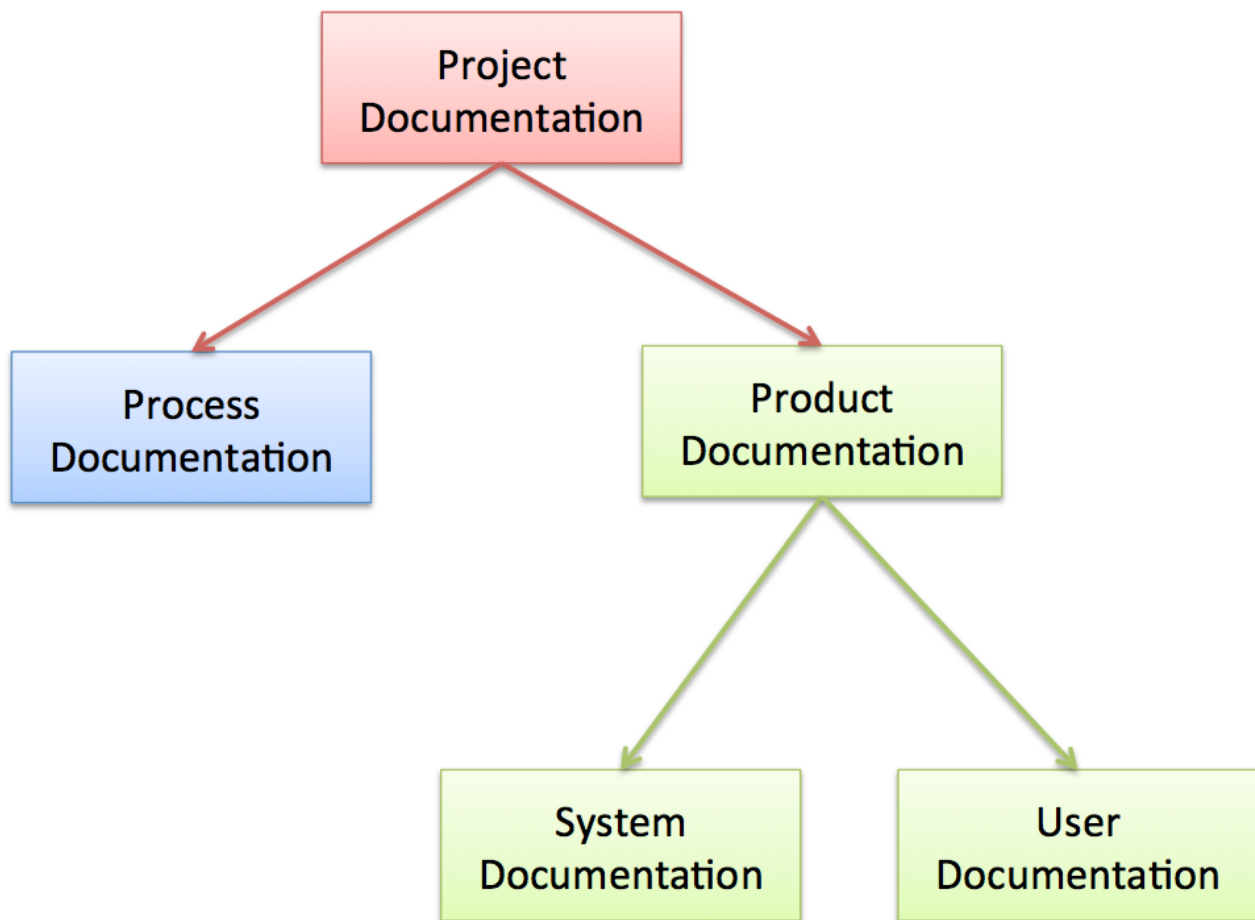 Project
Documentation
Process
Documentation
Product
Documentation
System
Documentation
User
Documentation